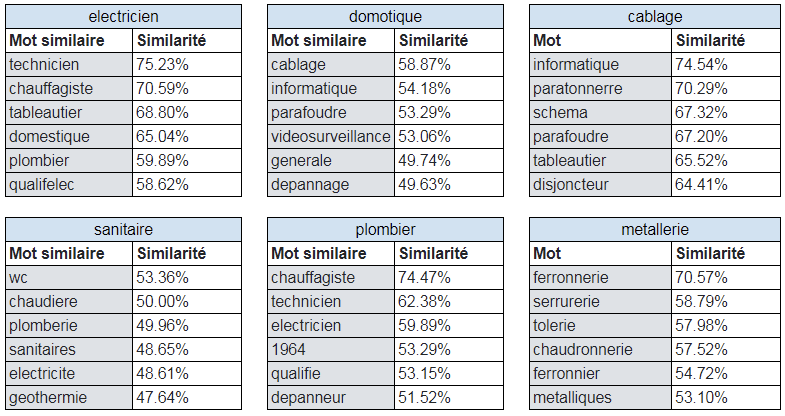 electricien
Mot similaire Similarité
technicien 75.23%
chauffagiste 70.59%
tableautier 68.80%
domestique 65.04%
plombier 59.89%
qualifelec 58.62%
domotique
Mot similaire Similarité
cablage 58.87%
informatique 54.18%
parafoudre 53.29%
videosurveillance 53.06%
generale 49.74%
depannage 49.63%
cablage
Mot Similarité
informatique 74.54%
paratonnerre 70.29%
schema 67.32%
parafoudre 67.20%
tableautier 65.52%
disjoncteur 64.41%
sanitaire
Mot similaire Similarité
wc 53.36%
chaudiere 50.00%
plomberie 49.96%
sanitaires 48.65%
electricite 48.61%
geothermie 47.64%
plombier
Mot similaire Similarité
chauffagiste 74.47%
technicien 62.38%
electricien 59.89%
1964 53.29%
qualifie 53.15%
depanneur 51.52%
metallerie
Mot Similarité
ferronnerie 70.57%
serrurerie 58.79%
tolerie 57.98%
chaudronnerie 57.52%
ferronnier 54.72%
metalliques 53.10%